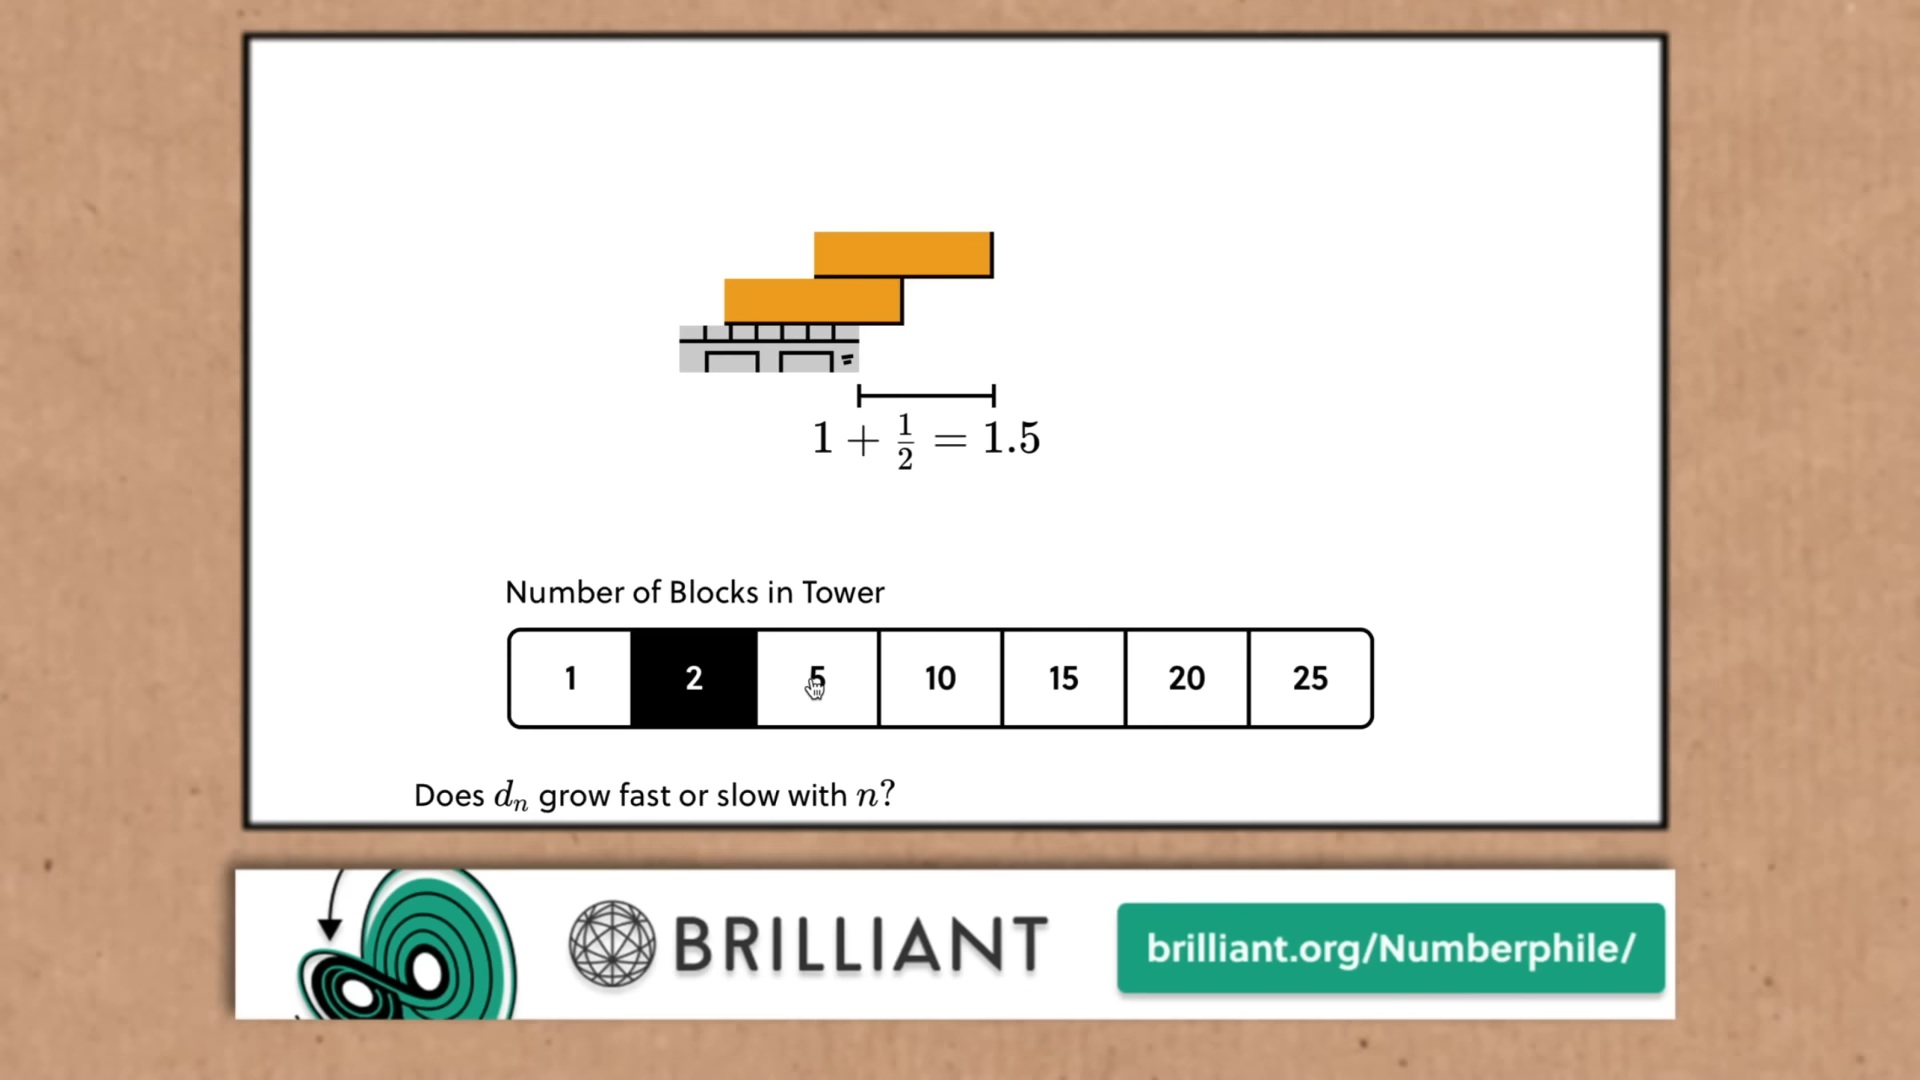 1 + 1/2 = 1.5
Number of Blocks in Tower
1 2 5 10 15 20 25
Does dₙ grow fast or slow with n?
BRILLIANT
brilliant.org/Numberphile/